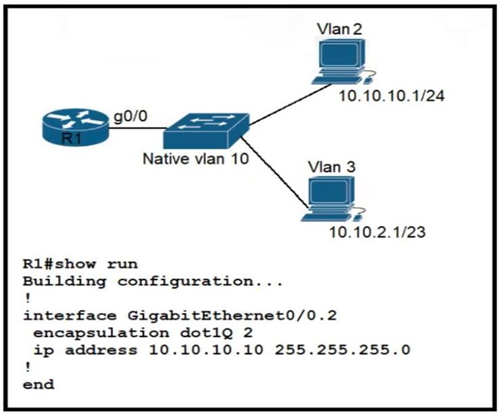 Vlan 2
10.10.10.1/24
g0/0
R1
Native vlan 10
Vlan 3
10.10.2.1/23
R1#show run
Building configuration...
!
interface GigabitEthernet0/0.2
 encapsulation dot1Q 2
 ip address 10.10.10.10 255.255.255.0
!
end